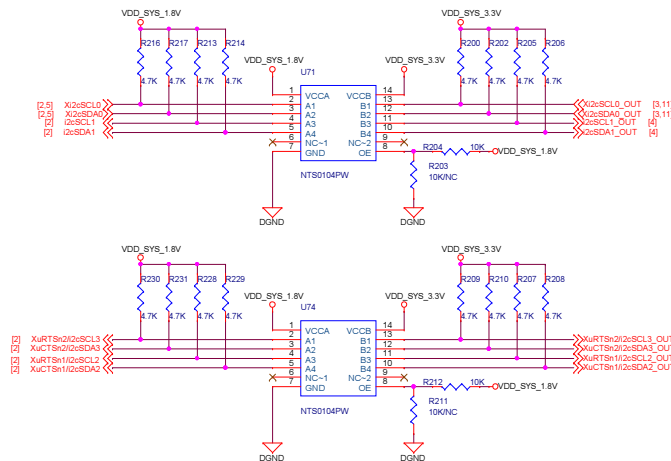 VDD_SYS_1.8V
VDD_SYS_3.3V
R216 R217 R213 R214
4.7K 4.7K 4.7K 4.7K
VDD_SYS_1.8V
U71
VDD_SYS_3.3V
R200 R202 R205 R206
4.7K 4.7K 4.7K 4.7K
1 VCCA VCCB 14
[2,5] Xi2cSCL0 2 A1 B1 13 Xi2cSCL0_OUT [3,11]
[2,5] Xi2cSDA0 3 A2 B2 12 Xi2cSDA0_OUT [3,11]
[2] i2cSCL1 4 A3 B3 11 i2cSCL1_OUT [4]
[2] i2cSDA1 5 A4 B4 10 i2cSDA1_OUT [4]
6 NC~1 NC~2 9
7 GND OE 8
R204 10K VDD_SYS_1.8V
R203
10K/NC
NTS0104PW
DGND
DGND
VDD_SYS_1.8V
VDD_SYS_3.3V
R230 R231 R228 R229
4.7K 4.7K 4.7K 4.7K
VDD_SYS_1.8V
U74
VDD_SYS_3.3V
R209 R210 R207 R208
4.7K 4.7K 4.7K 4.7K
1 VCCA VCCB 14
[2] XuRTSn2/i2cSCL3 2 A1 B1 13 XuRTSn2/i2cSCL3_OUT
[2] XuCTSn2/i2cSDA3 3 A2 B2 12 XuCTSn2/i2cSDA3_OUT
[2] XuRTSn1/i2cSCL2 4 A3 B3 11 XuRTSn1/i2cSCL2_OUT
[2] XuCTSn1/i2cSDA2 5 A4 B4 10 XuCTSn1/i2cSDA2_OUT
6 NC~1 NC~2 9
7 GND OE 8
R212 10K VDD_SYS_1.8V
R211
10K/NC
NTS0104PW
DGND
DGND